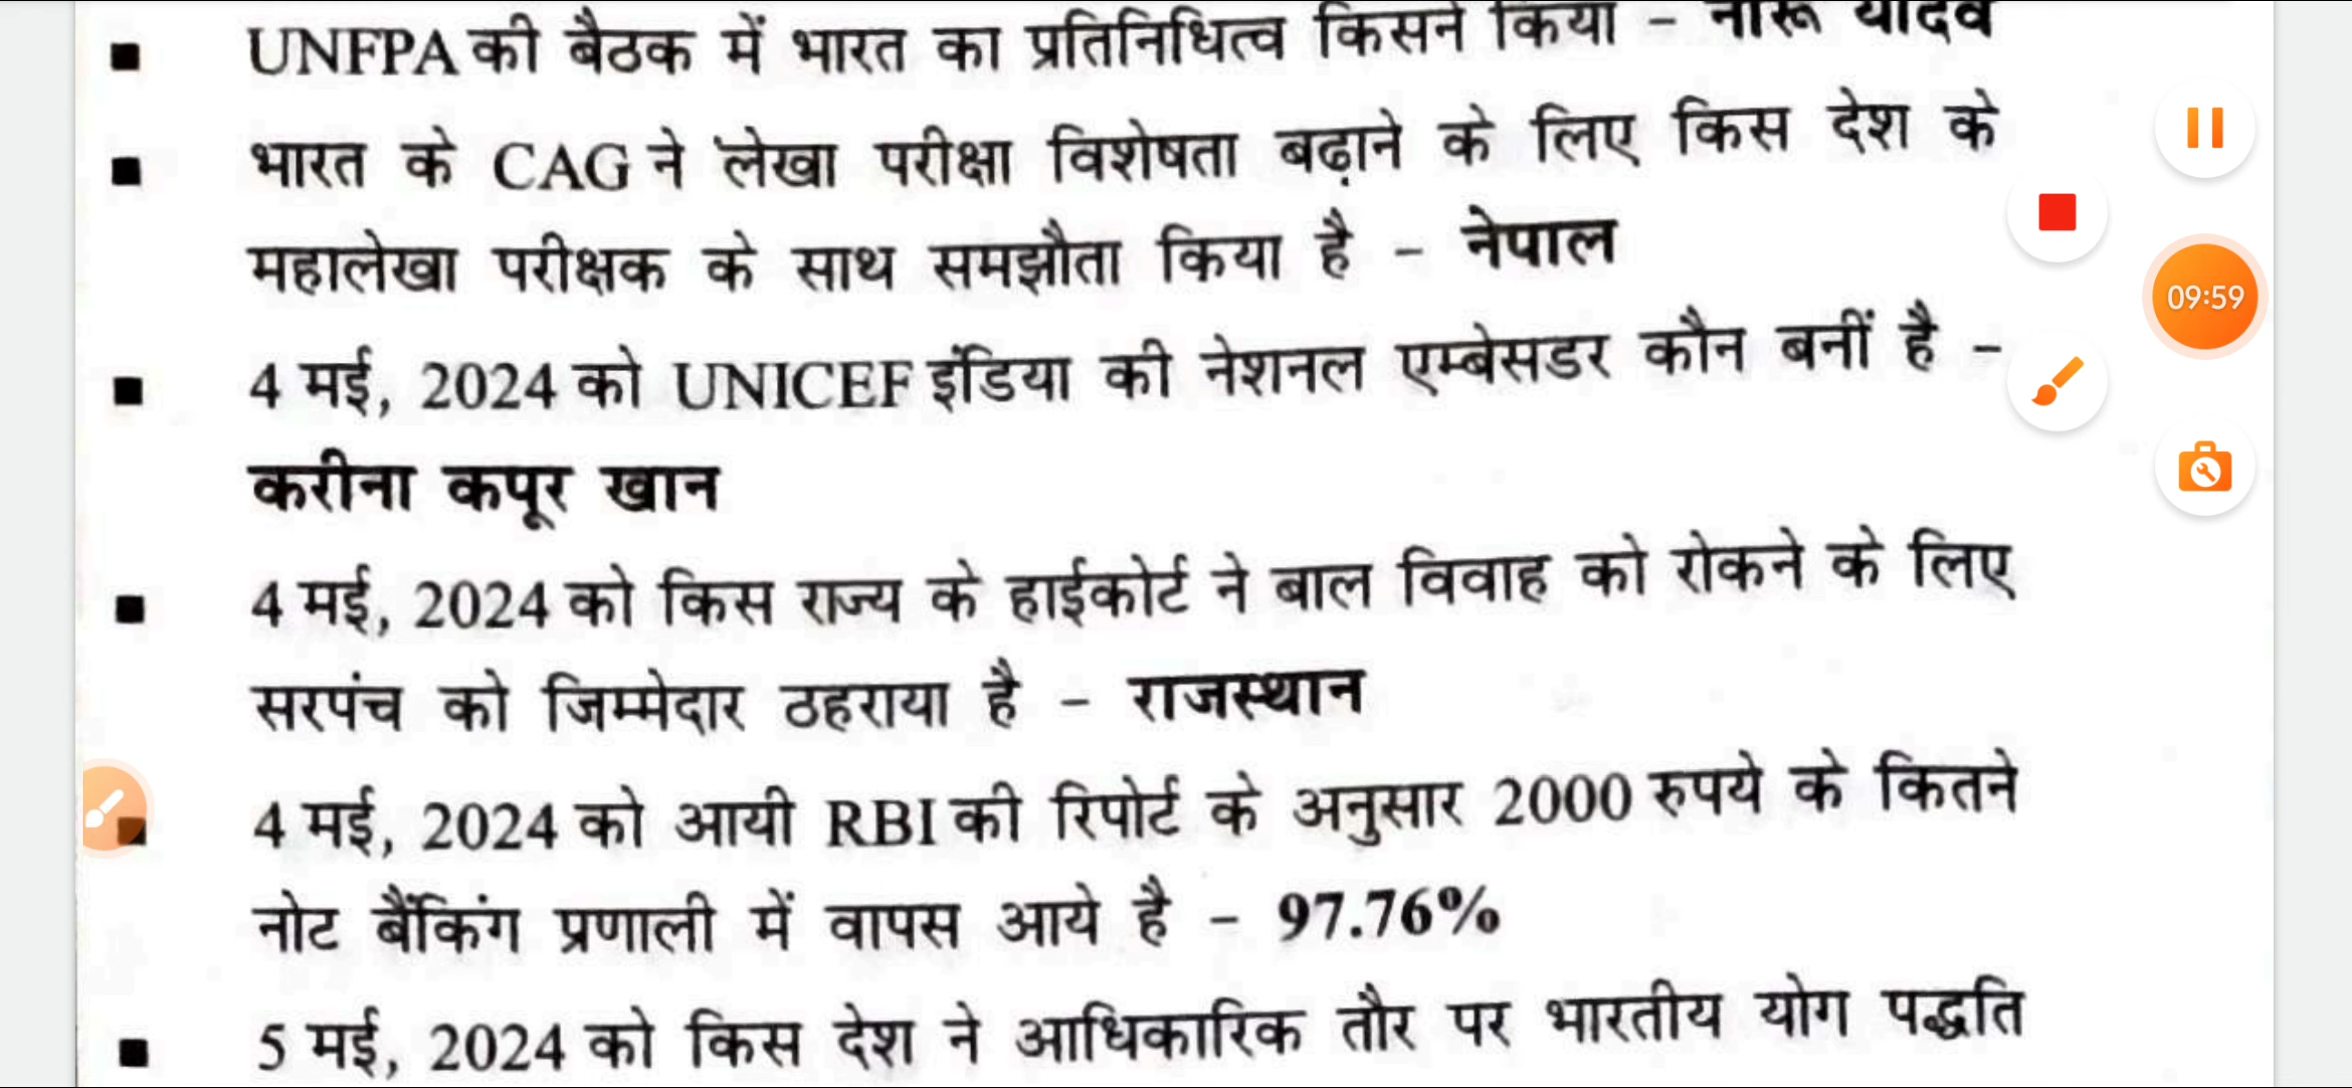 UNFPA की बैठक में भारत का प्रतिनिधित्व किसने किया – नीरू यादव
भारत के CAG ने लेखा परीक्षा विशेषता बढ़ाने के लिए किस देश के
महालेखा परीक्षक के साथ समझौता किया है – नेपाल
4 मई, 2024 को UNICEF इंडिया की नेशनल एम्बेसडर कौन बनीं है –
करीना कपूर खान
4 मई, 2024 को किस राज्य के हाईकोर्ट ने बाल विवाह को रोकने के लिए
सरपंच को जिम्मेदार ठहराया है – राजस्थान
4 मई, 2024 को आयी RBI की रिपोर्ट के अनुसार 2000 रुपये के कितने
नोट बैंकिंग प्रणाली में वापस आये है – 97.76%
5 मई, 2024 को किस देश ने आधिकारिक तौर पर भारतीय योग पद्धति
09:59